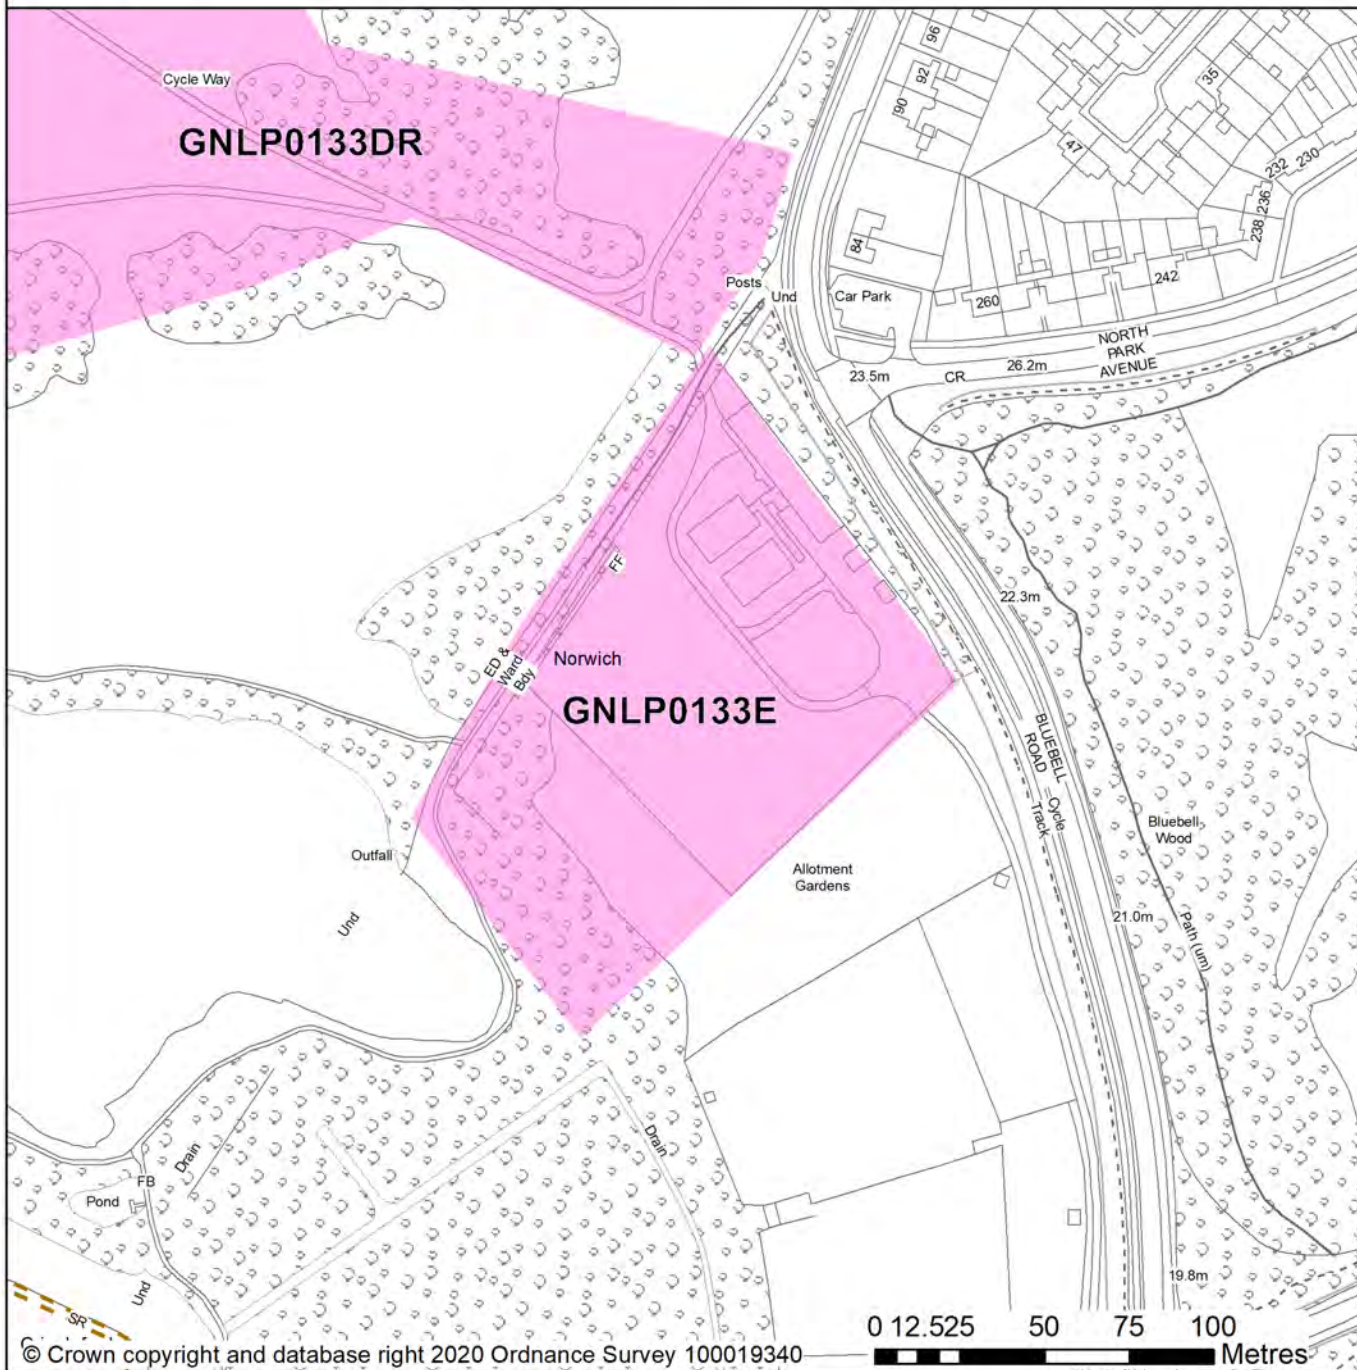 96
92
90
35
Cycle Way
GNLP0133DR
47
232
230
236
238
84
Posts
Und
Car Park
260
242
NORTH
PARK
AVENUE
26.2m
23.5m
CR
FF
22.3m
ED &
Ward
Bdy
Norwich
GNLP0133E
BLUEBELL
ROAD
Cycle
Track
Bluebell
Wood
Outfall
Allotment
Gardens
Und
21.0m
Path (um)
Drain
Drain
FB
Pond
Und
19.8m
SR
0 12.525 50 75 100
Metres
© Crown copyright and database right 2020 Ordnance Survey 100019340